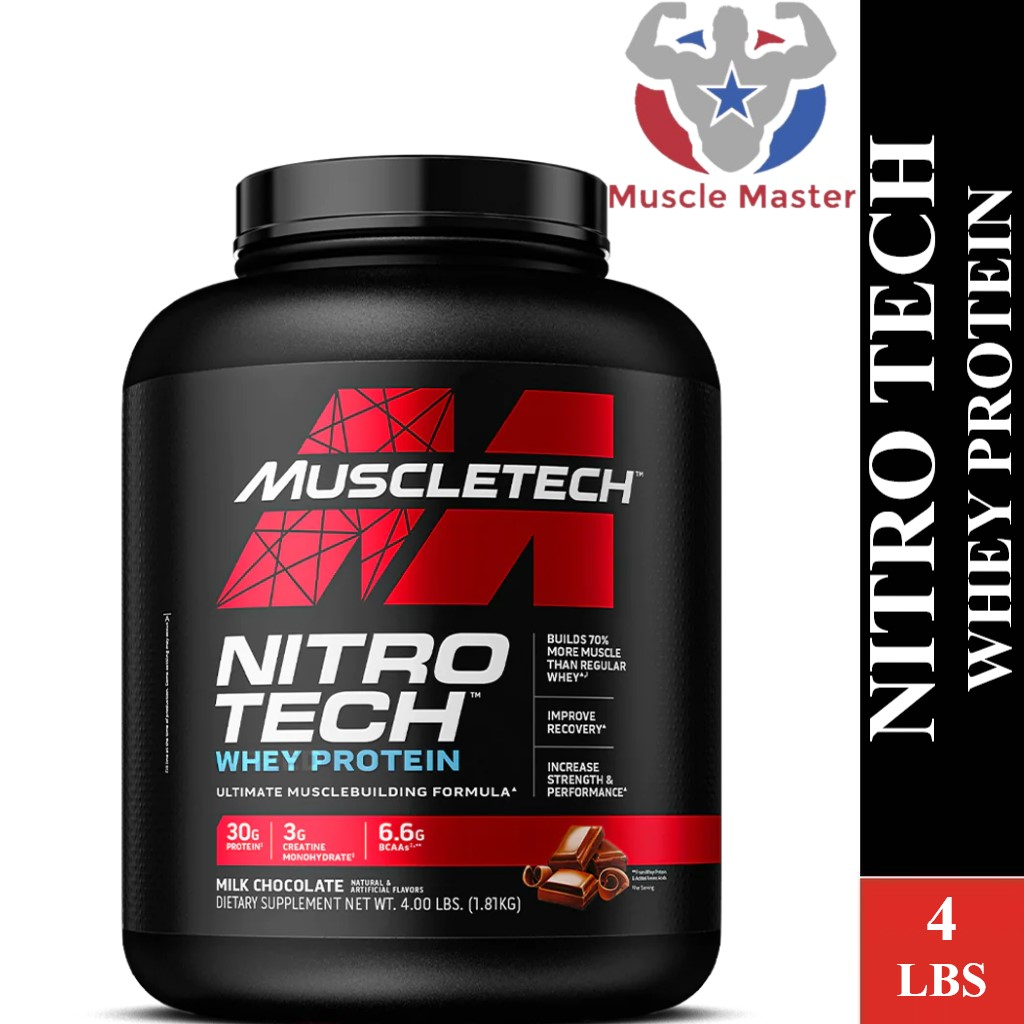 Muscle Master
MUSCLETECH™
NITRO
TECH™
WHEY PROTEIN
ULTIMATE MUSCLEBUILDING FORMULA▲
BUILDS 70%
MORE MUSCLE
THAN REGULAR
WHEY
IMPROVE
RECOVERY▲
INCREASE
STRENGTH &
PERFORMANCE▲
30G
PROTEIN‡
3G
CREATINE
MONOHYDRATE‡
6.6G
BCAAs
MILK CHOCOLATE NATURAL &
ARTIFICIAL FLAVORS
DIETARY SUPPLEMENT NET WT. 4.00 LBS. (1.81KG)
NITRO TECH
WHEY PROTEIN
4
LBS